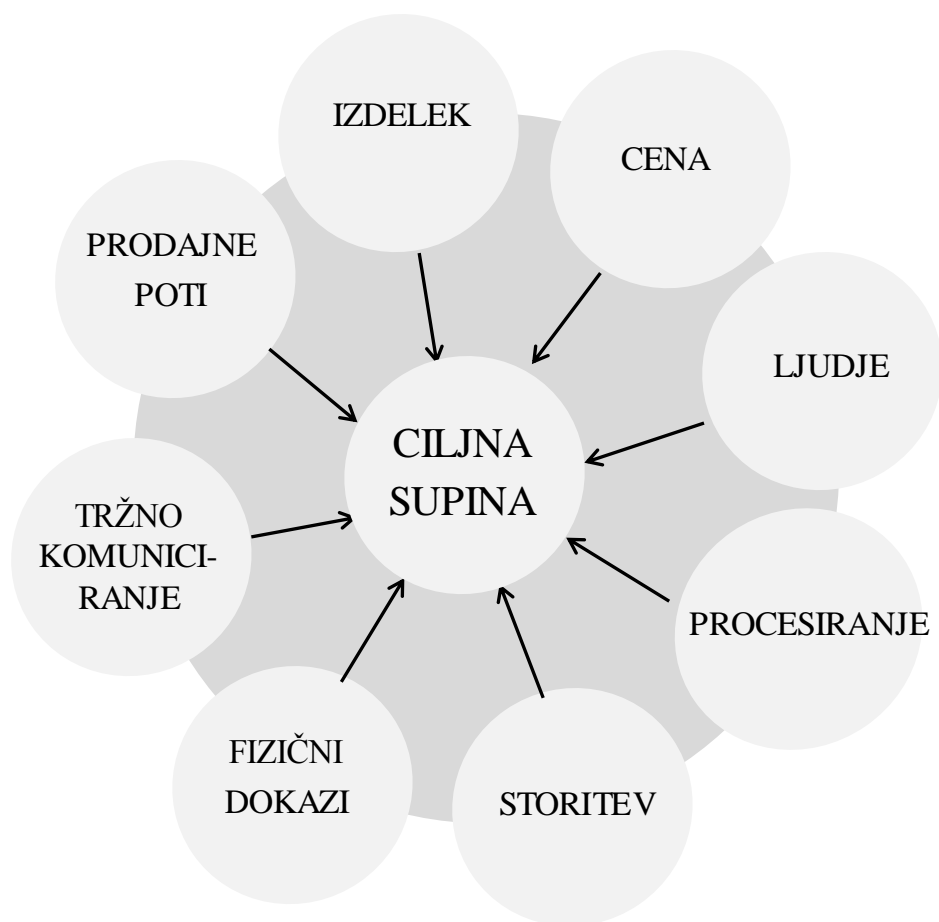 IZDELEK
CENA
PRODAJNE
POTI
LJUDJE
CILJNA
SUPINA
TRŽNO
KOMUNICI-
RANJE
PROCESIRANJE
FIZIČNI
DOKAZI
STORITEV